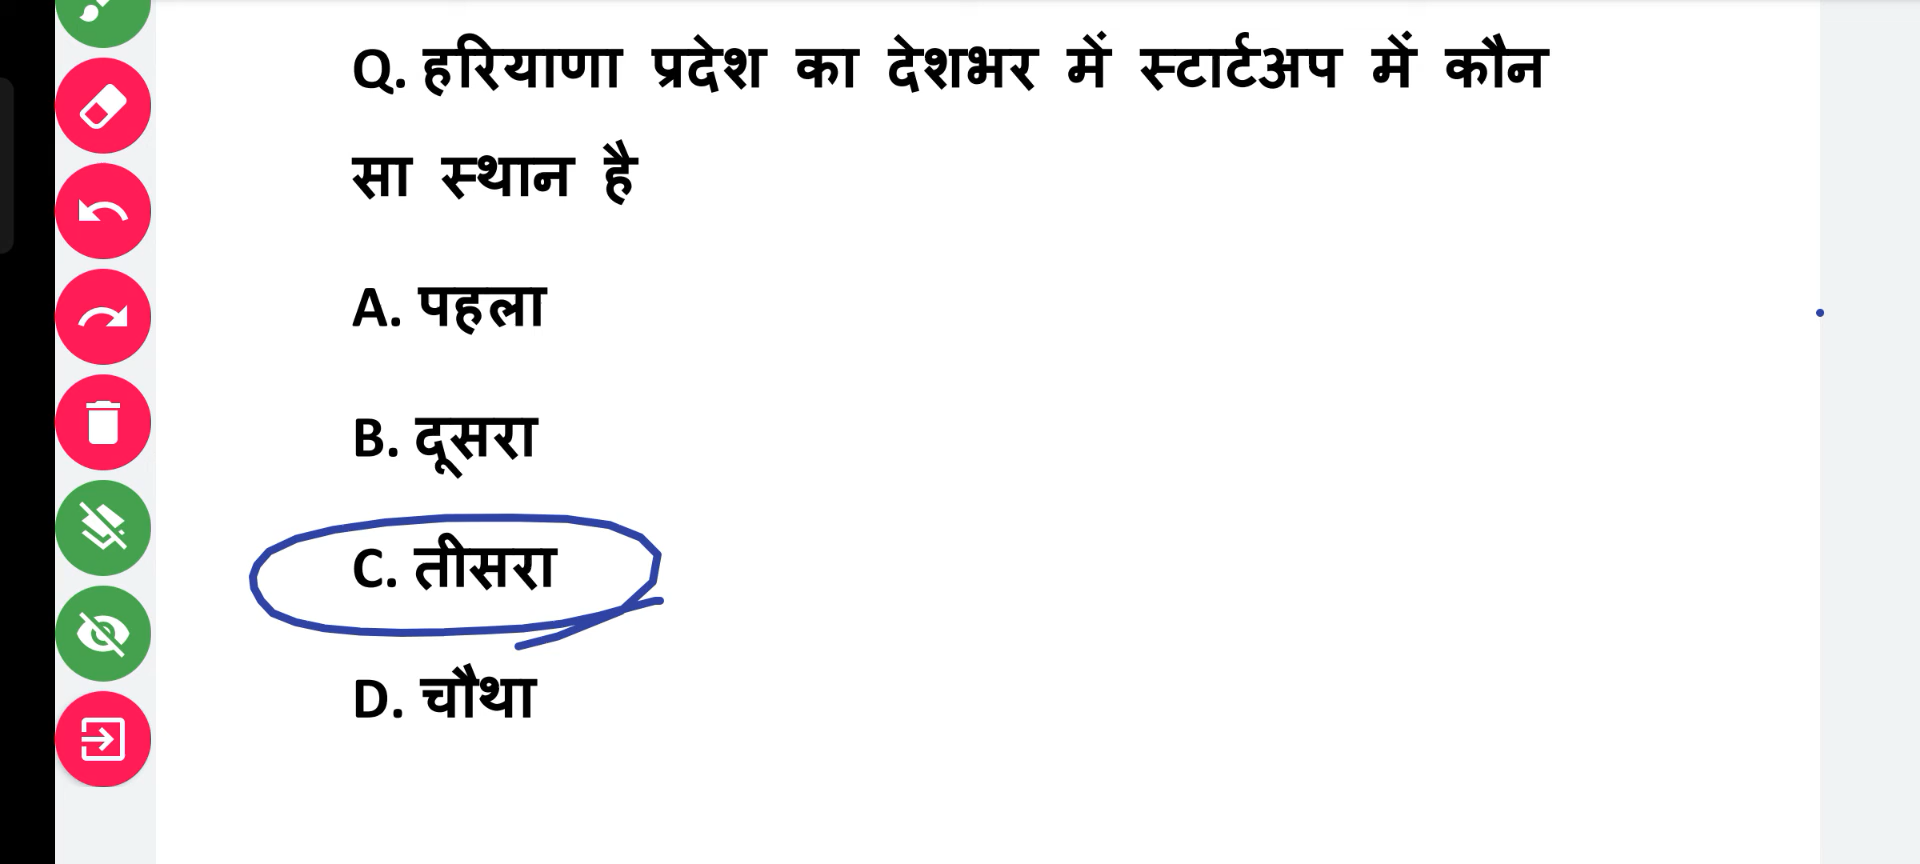 Q. हरियाणा प्रदेश का देशभर में स्टार्टअप में कौन
सा स्थान है
A. पहला
B. दूसरा
C. तीसरा
D. चौथा